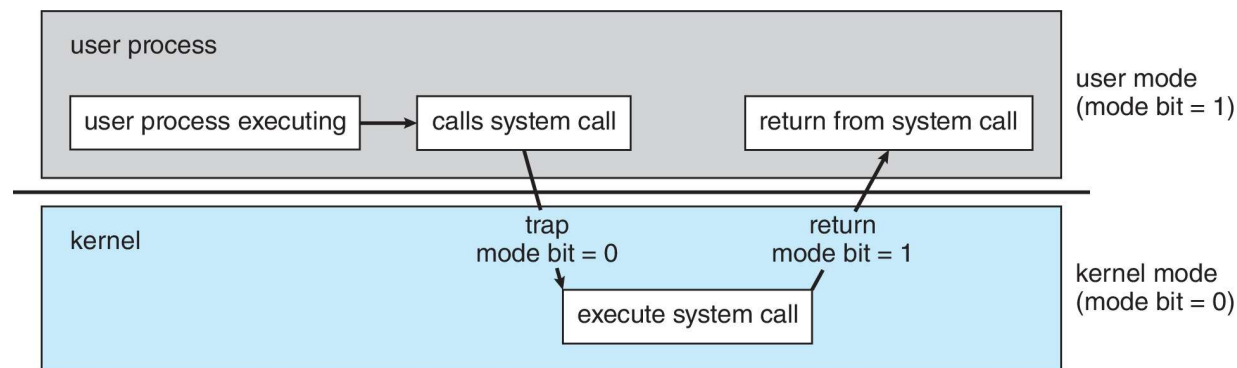 user process
user process executing
calls system call
return from system call
user mode
(mode bit = 1)
kernel
trap
mode bit = 0
return
mode bit = 1
execute system call
kernel mode
(mode bit = 0)